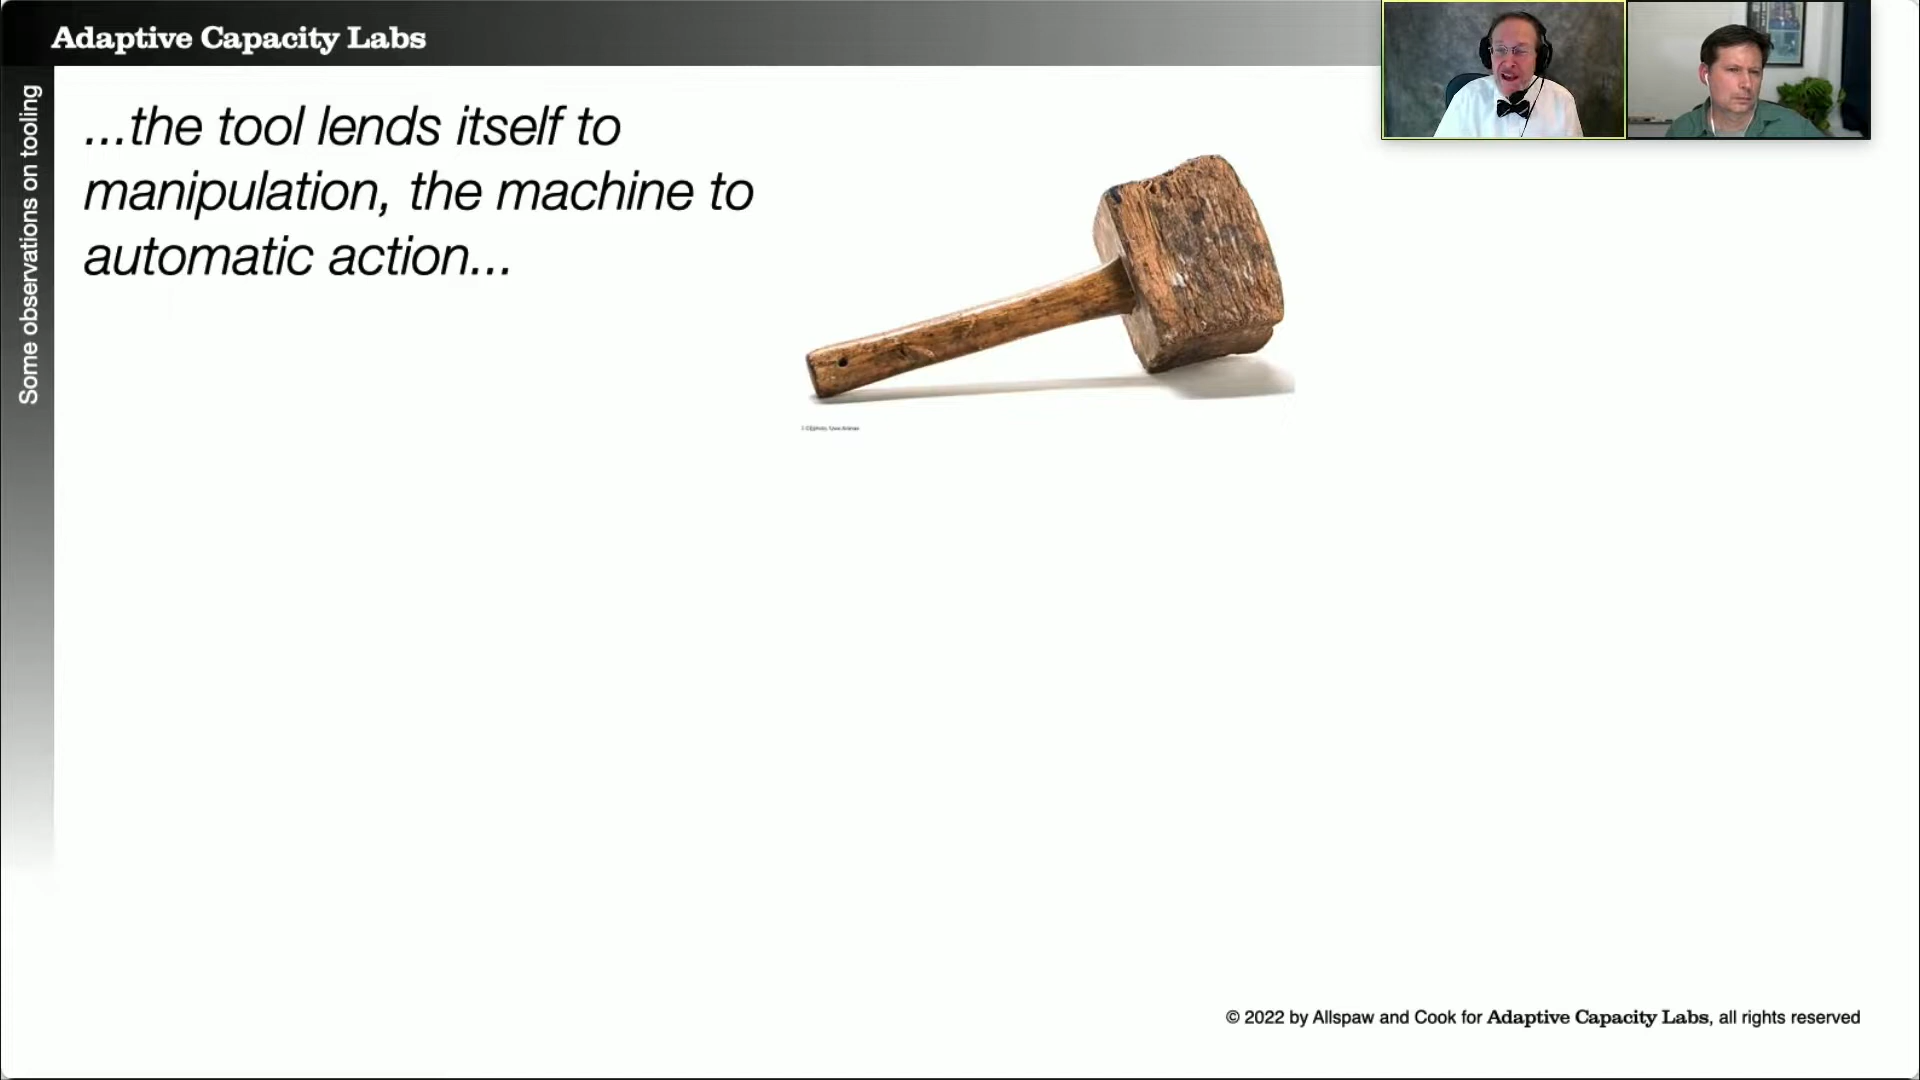 Adaptive Capacity Labs
Some observations on tooling
...the tool lends itself to
manipulation, the machine to
automatic action...
© 2022 by Allspaw and Cook for Adaptive Capacity Labs, all rights reserved